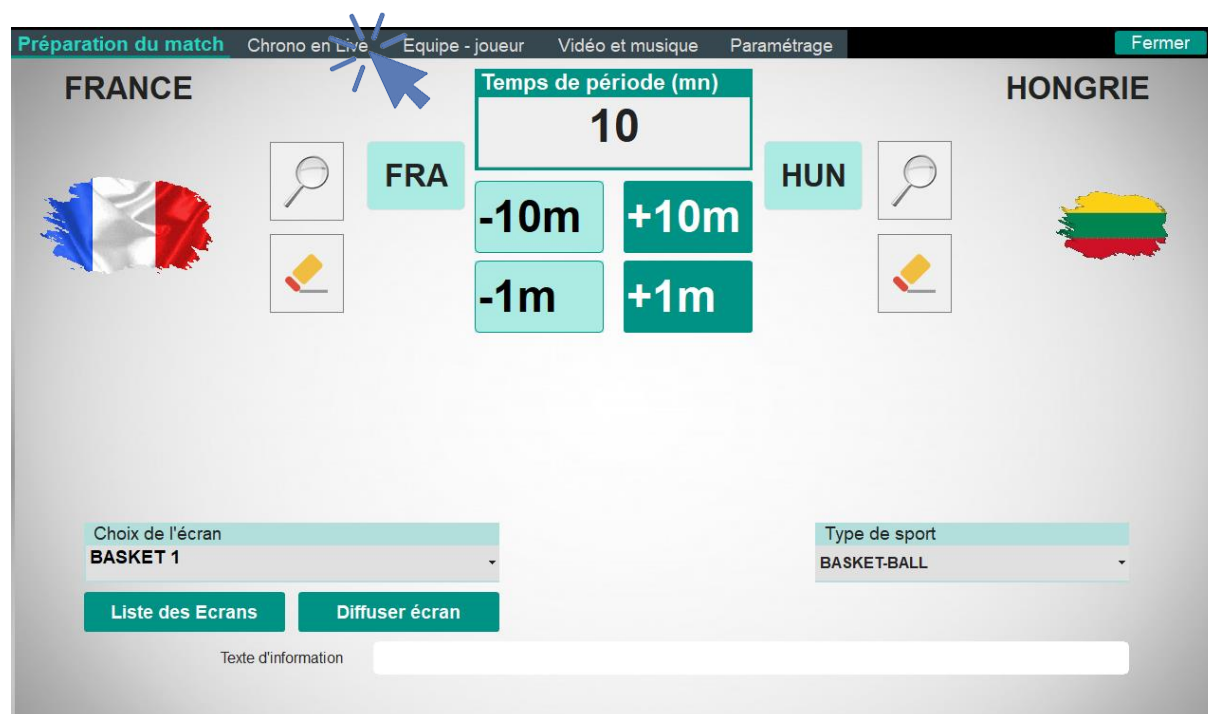 Préparation du match Chrono en Live Equipe - joueur Vidéo et musique Paramétrage Fermer
FRANCE
Temps de période (mn)
HONGRIE
10
FRA
HUN
-10m +10m
-1m +1m
Choix de l'écran
BASKET 1
Type de sport
BASKET-BALL
Liste des Ecrans Diffuser écran
Texte d'information